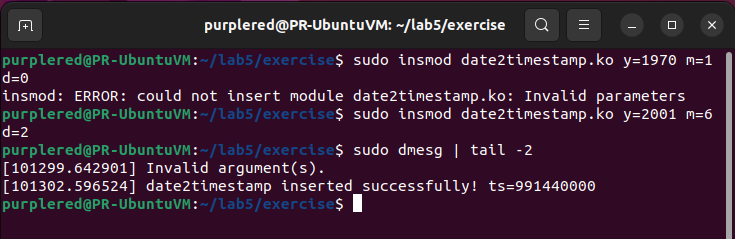 purplered@PR-UbuntuVM: ~/lab5/exercise
purplered@PR-UbuntuVM:~/lab5/exercise$ sudo insmod date2timestamp.ko y=1970 m=1
d=0
insmod: ERROR: could not insert module date2timestamp.ko: Invalid parameters
purplered@PR-UbuntuVM:~/lab5/exercise$ sudo insmod date2timestamp.ko y=2001 m=6
d=2
purplered@PR-UbuntuVM:~/lab5/exercise$ sudo dmesg | tail -2
[101299.642901] Invalid argument(s).
[101302.596524] date2timestamp inserted successfully! ts=991440000
purplered@PR-UbuntuVM:~/lab5/exercise$